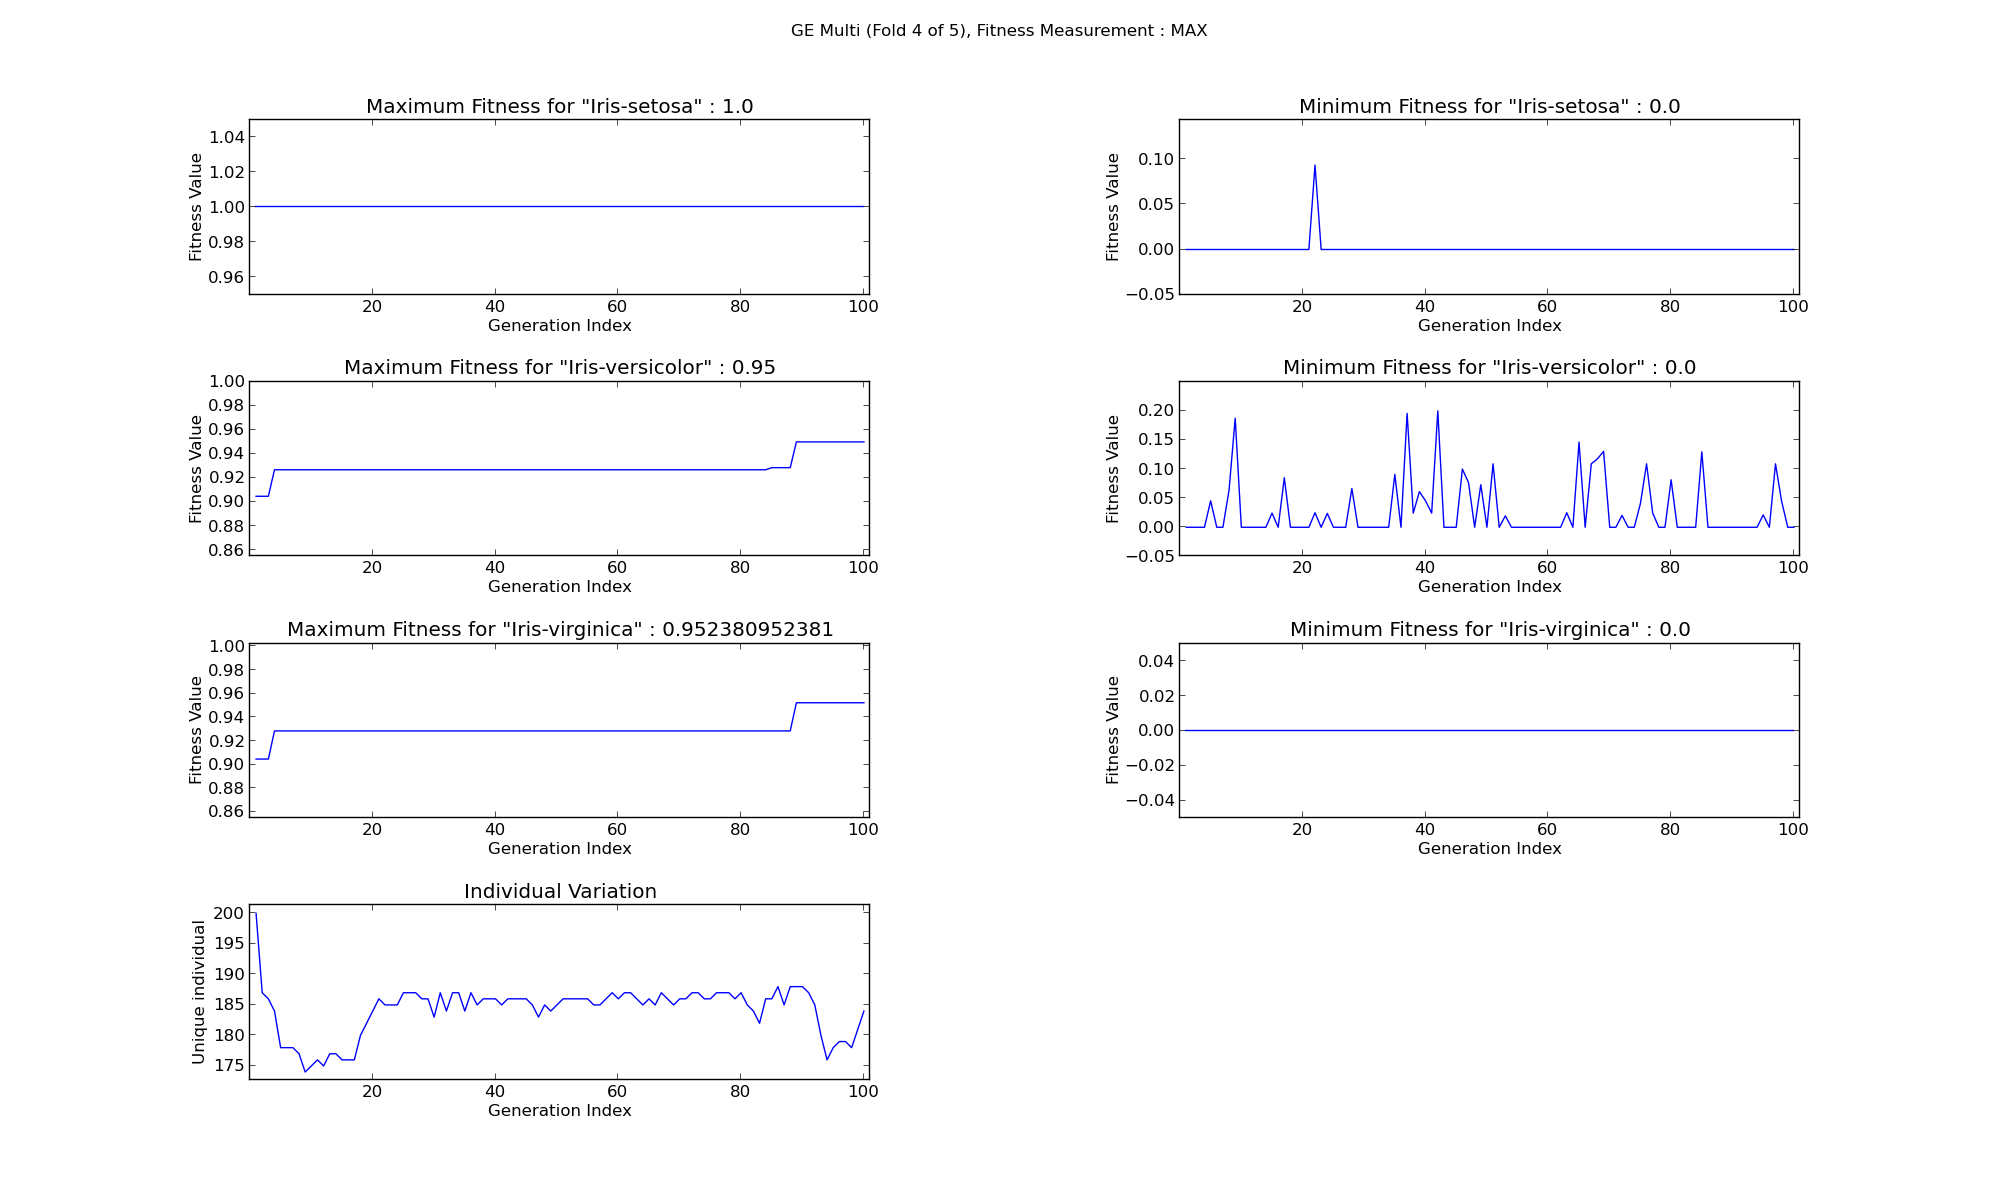 GE Multi (Fold 4 of 5), Fitness Measurement : MAX
Maximum Fitness for "Iris-setosa" : 1.0
Fitness Value
1.04
1.02
1.00
0.98
0.96
20 40 60 80 100
Generation Index
Minimum Fitness for "Iris-setosa" : 0.0
Fitness Value
0.10
0.05
0.00
−0.05
20 40 60 80 100
Generation Index
Maximum Fitness for "Iris-versicolor" : 0.95
Fitness Value
1.00
0.98
0.96
0.94
0.92
0.90
0.88
0.86
20 40 60 80 100
Generation Index
Minimum Fitness for "Iris-versicolor" : 0.0
Fitness Value
0.20
0.15
0.10
0.05
0.00
−0.05
20 40 60 80 100
Generation Index
Maximum Fitness for "Iris-virginica" : 0.952380952381
Fitness Value
1.00
0.98
0.96
0.94
0.92
0.90
0.88
0.86
20 40 60 80 100
Generation Index
Minimum Fitness for "Iris-virginica" : 0.0
Fitness Value
0.04
0.02
0.00
−0.02
−0.04
20 40 60 80 100
Generation Index
Individual Variation
Unique individual
200
195
190
185
180
175
20 40 60 80 100
Generation Index